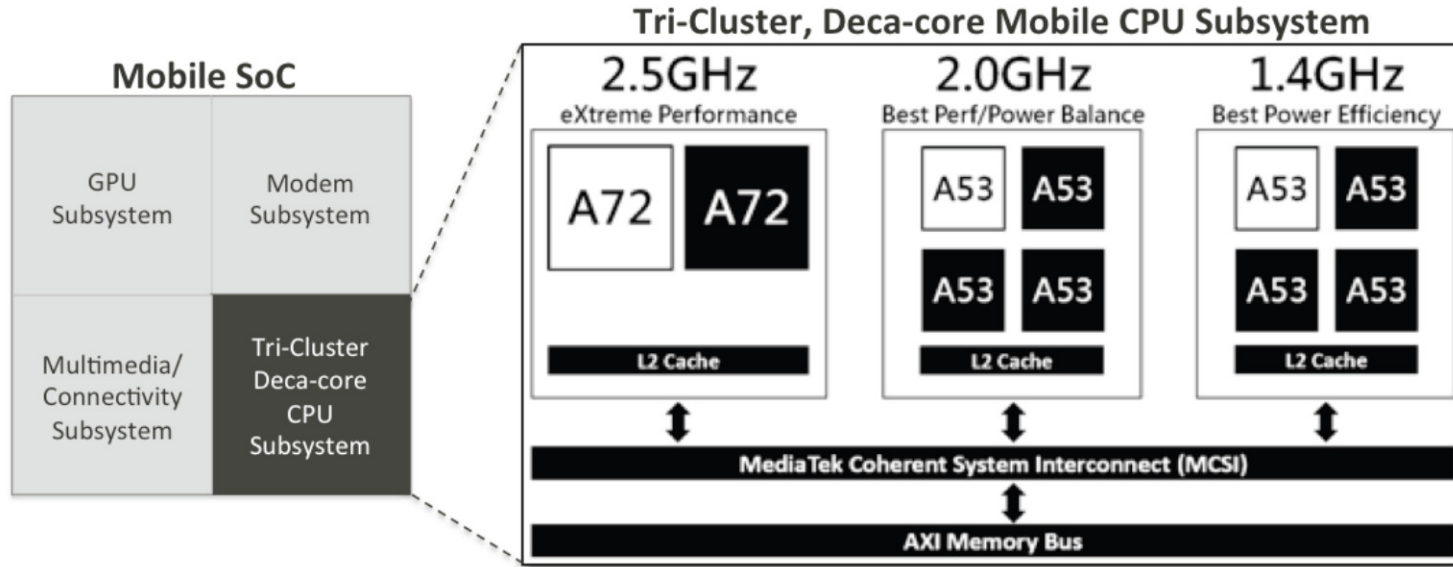 Tri-Cluster, Deca-core Mobile CPU Subsystem
Mobile SoC
GPU
Subsystem
Modem
Subsystem
Multimedia/
Connectivity
Subsystem
Tri-Cluster
Deca-core
CPU
Subsystem
2.5GHz
eXtreme Performance
A72
A72
L2 Cache
2.0GHz
Best Perf/Power Balance
A53
A53
A53
A53
L2 Cache
1.4GHz
Best Power Efficiency
A53
A53
A53
A53
L2 Cache
MediaTek Coherent System Interconnect (MCSI)
AXI Memory Bus